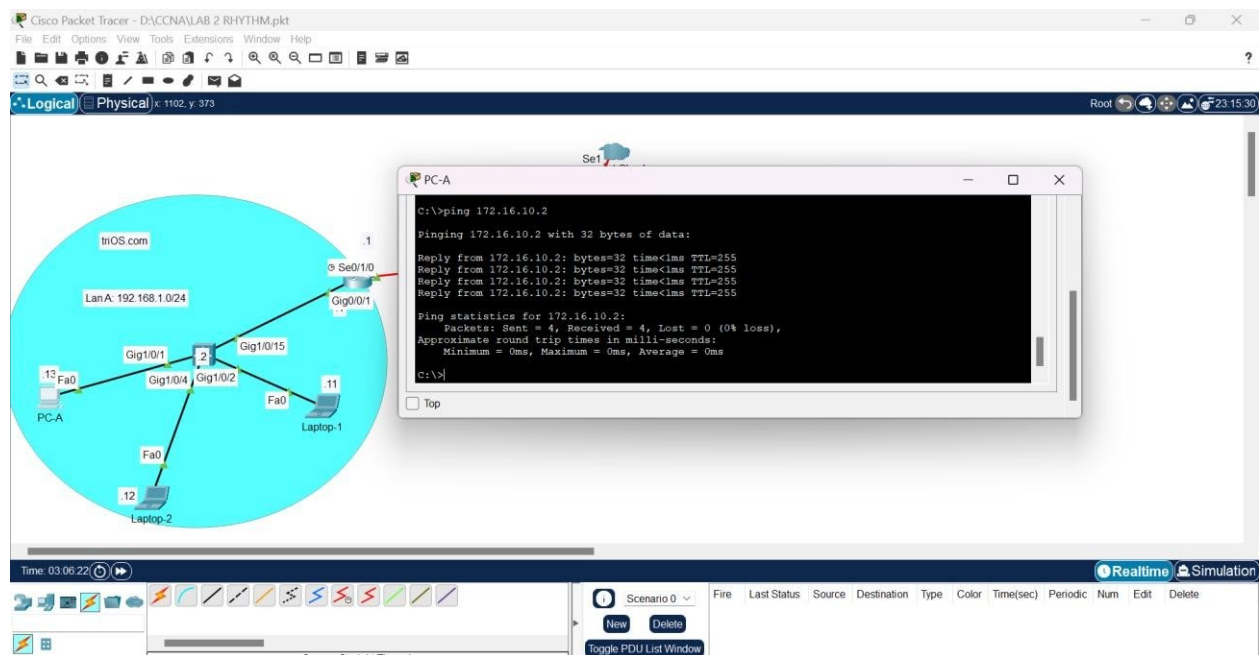 Cisco Packet Tracer - D:\CCNA\LAB 2 RHYTHM.pkt
File Edit Options View Tools Extensions Window Help
?
Logical Physical x: 1102, y: 373 Root 23:15:30
Se1
PC-A
C:\>ping 172.16.10.2
Pinging 172.16.10.2 with 32 bytes of data:
Reply from 172.16.10.2: bytes=32 time<1ms TTL=255
Reply from 172.16.10.2: bytes=32 time<1ms TTL=255
Reply from 172.16.10.2: bytes=32 time<1ms TTL=255
Reply from 172.16.10.2: bytes=32 time<1ms TTL=255
Ping statistics for 172.16.10.2:
Packets: Sent = 4, Received = 4, Lost = 0 (0% loss),
Approximate round trip times in milli-seconds:
Minimum = 0ms, Maximum = 0ms, Average = 0ms
C:\>
Top
triOS.com
.1
Se0/1/0
Lan A: 192.168.1.0/24
Gig0/0/1
Gig1/0/15
Gig1/0/1
.2
.13
Fa0
Gig1/0/4
Gig1/0/2
.11
Fa0
PC-A
Laptop-1
Fa0
.12
Laptop-2
Time: 03:06:22 Realtime Simulation
Scenario 0
New Delete
Toggle PDU List Window
Fire Last Status Source Destination Type Color Time(sec) Periodic Num Edit Delete